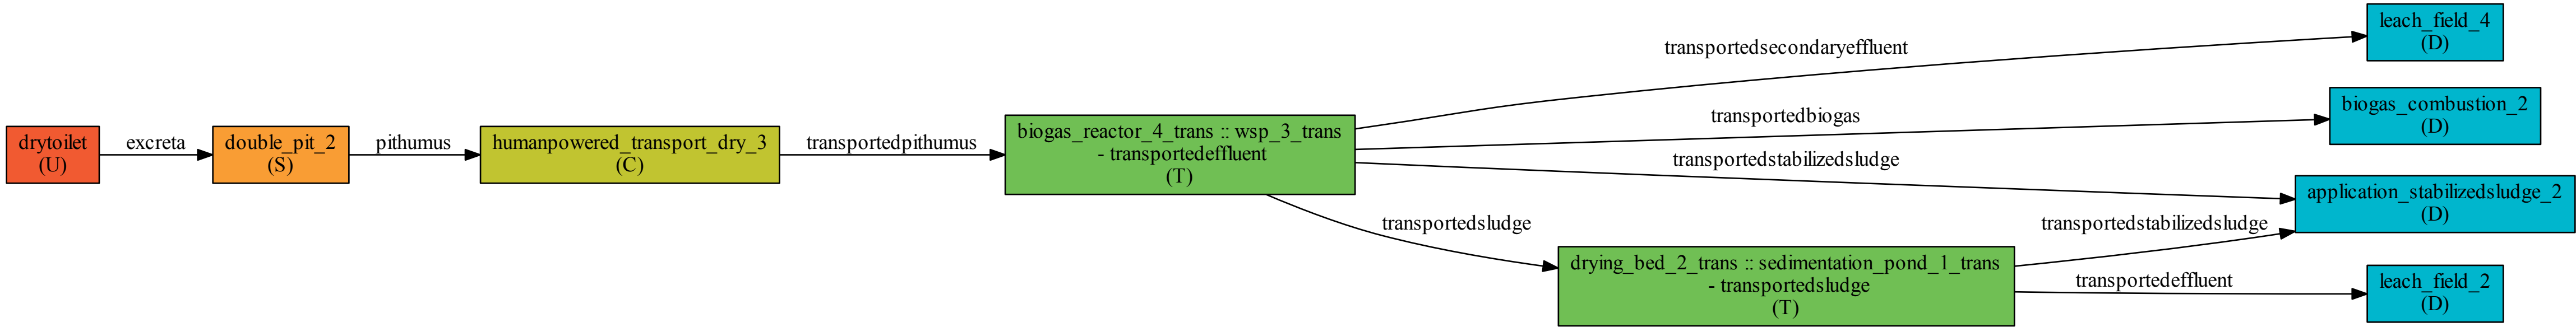 drytoilet
(U)
excreta
double_pit_2
(S)
pithumus
humanpowered_transport_dry_3
(C)
transportedpithumus
biogas_reactor_4_trans :: wsp_3_trans
- transportedeffluent
(T)
transportedsecondaryeffluent
leach_field_4
(D)
transportedbiogas
biogas_combustion_2
(D)
transportedstabilizedsludge
application_stabilizedsludge_2
(D)
transportedsludge
drying_bed_2_trans :: sedimentation_pond_1_trans
- transportedsludge
(T)
transportedstabilizedsludge
transportedeffluent
leach_field_2
(D)